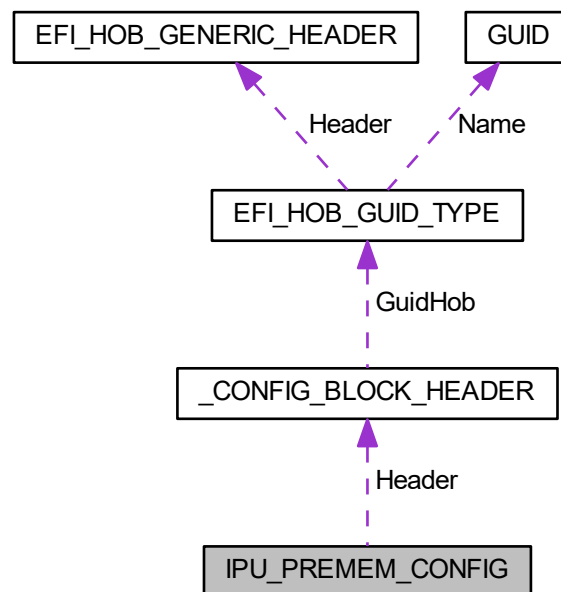 EFI_HOB_GENERIC_HEADER
GUID
Header
Name
EFI_HOB_GUID_TYPE
GuidHob
_CONFIG_BLOCK_HEADER
Header
IPU_PREMEM_CONFIG